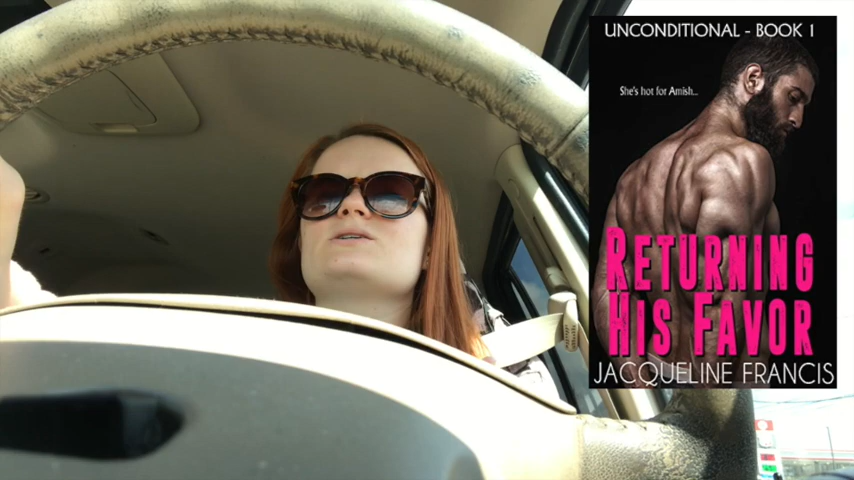 UNCONDITIONAL - BOOK 1
She's hot for Amish...
RETURNING
HIS FAVOR
JACQUELINE FRANCIS